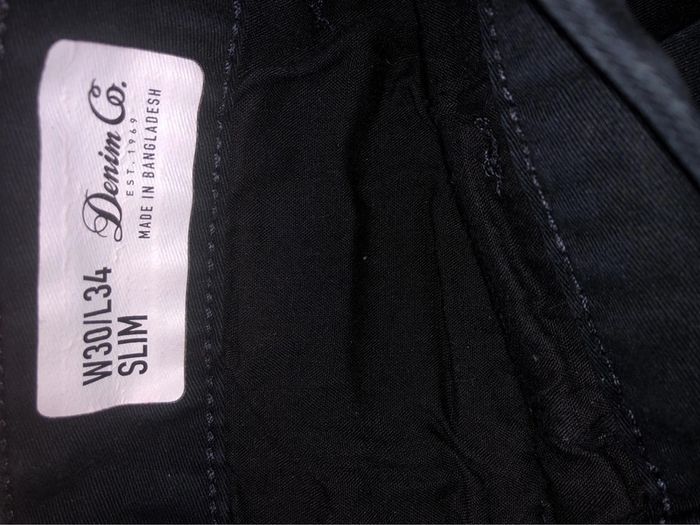 W30/L34
SLIM
Denim Co.
EST. 1969
MADE IN BANGLADESH